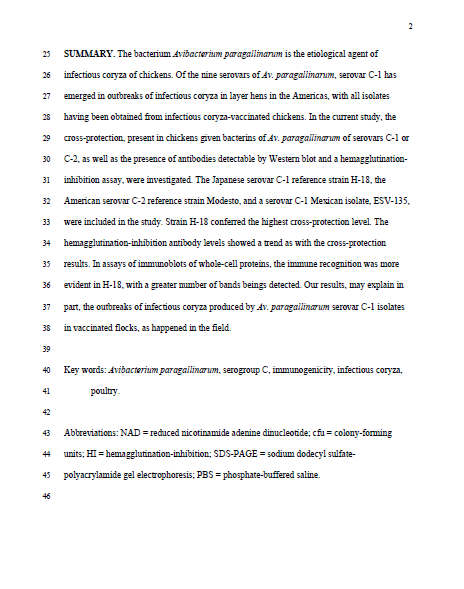 2
25 SUMMARY. The bacterium Avibacterium paragallinarum is the etiological agent of
26 infectious coryza of chickens. Of the nine serovars of Av. paragallinarum, serovar C-1 has
27 emerged in outbreaks of infectious coryza in layer hens in the Americas, with all isolates
28 having been obtained from infectious coryza-vaccinated chickens. In the current study, the
29 cross-protection, present in chickens given bacterins of Av. paragallinarum of serovars C-1 or
30 C-2, as well as the presence of antibodies detectable by Western blot and a hemagglutination-
31 inhibition assay, were investigated. The Japanese serovar C-1 reference strain H-18, the
32 American serovar C-2 reference strain Modesto, and a serovar C-1 Mexican isolate, ESV-135,
33 were included in the study. Strain H-18 conferred the highest cross-protection level. The
34 hemagglutination-inhibition antibody levels showed a trend as with the cross-protection
35 results. In assays of immunoblots of whole-cell proteins, the immune recognition was more
36 evident in H-18, with a greater number of bands being detected. Our results, may explain in
37 part, the outbreaks of infectious coryza produced by Av. paragallinarum serovar C-1 isolates
38 in vaccinated flocks, as happened in the field.
39
40 Key words: Avibacterium paragallinarum, serogroup C, immunogenicity, infectious coryza,
41 poultry.
42
43 Abbreviations: NAD = reduced nicotinamide adenine dinucleotide; cfu = colony-forming
44 units; HI = hemagglutination-inhibition; SDS-PAGE = sodium dodecyl sulfate-
45 polyacrylamide gel electrophoresis; PBS = phosphate-buffered saline.
46